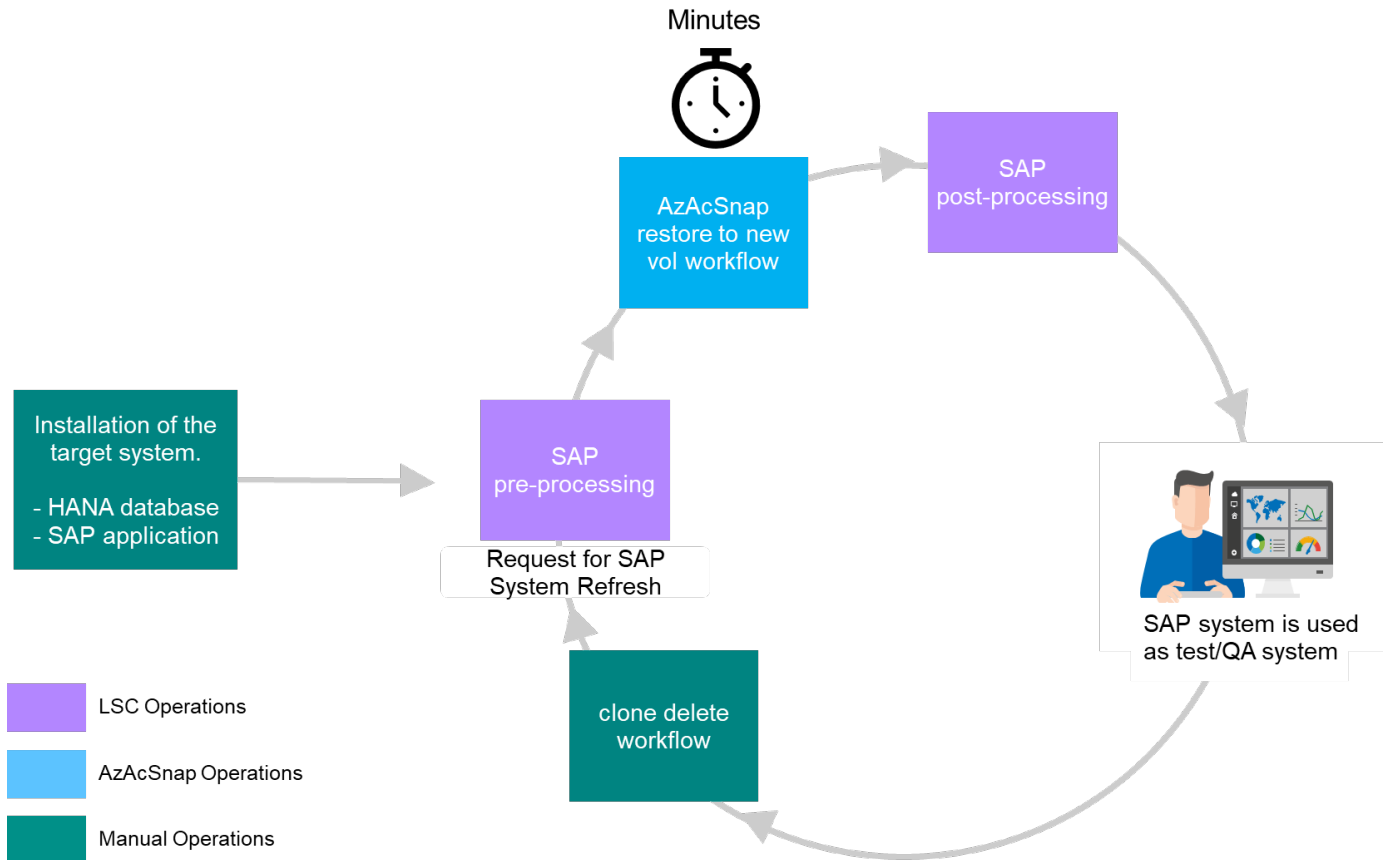 Minutes
AzAcSnap
restore to new
vol workflow
SAP
post-processing
Installation of the
target system.
- HANA database
- SAP application
SAP
pre-processing
Request for SAP
System Refresh
SAP system is used
as test/QA system
clone delete
workflow
LSC Operations
AzAcSnap Operations
Manual Operations